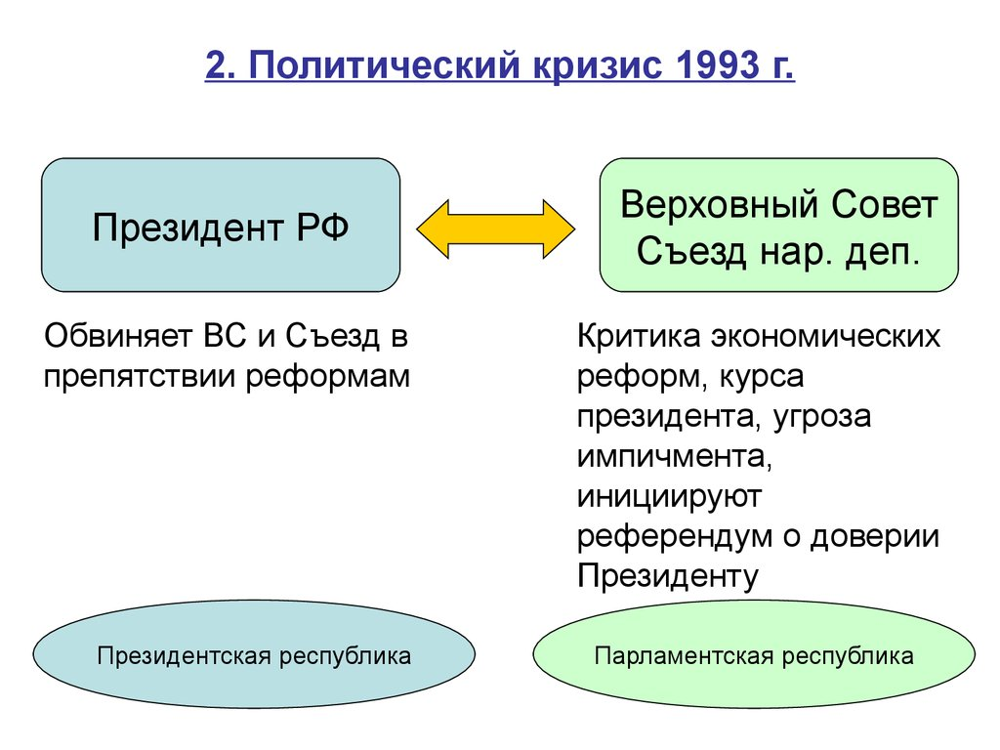 2. Политический кризис 1993 г.
Президент РФ
Верховный Совет
Съезд нар. деп.
Обвиняет ВС и Съезд в
препятствии реформам
Критика экономических
реформ, курса
президента, угроза
импичмента,
инициируют
референдум о доверии
Президенту
Президентская республика
Парламентская республика